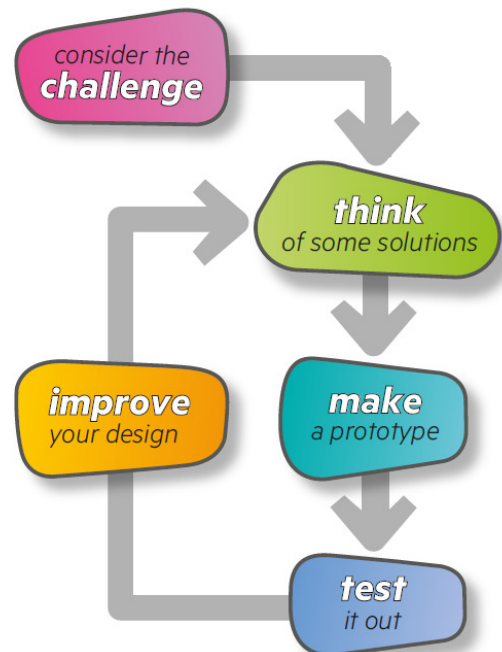 consider the
challenge
think
of some solutions
make
a prototype
test
it out
improve
your design